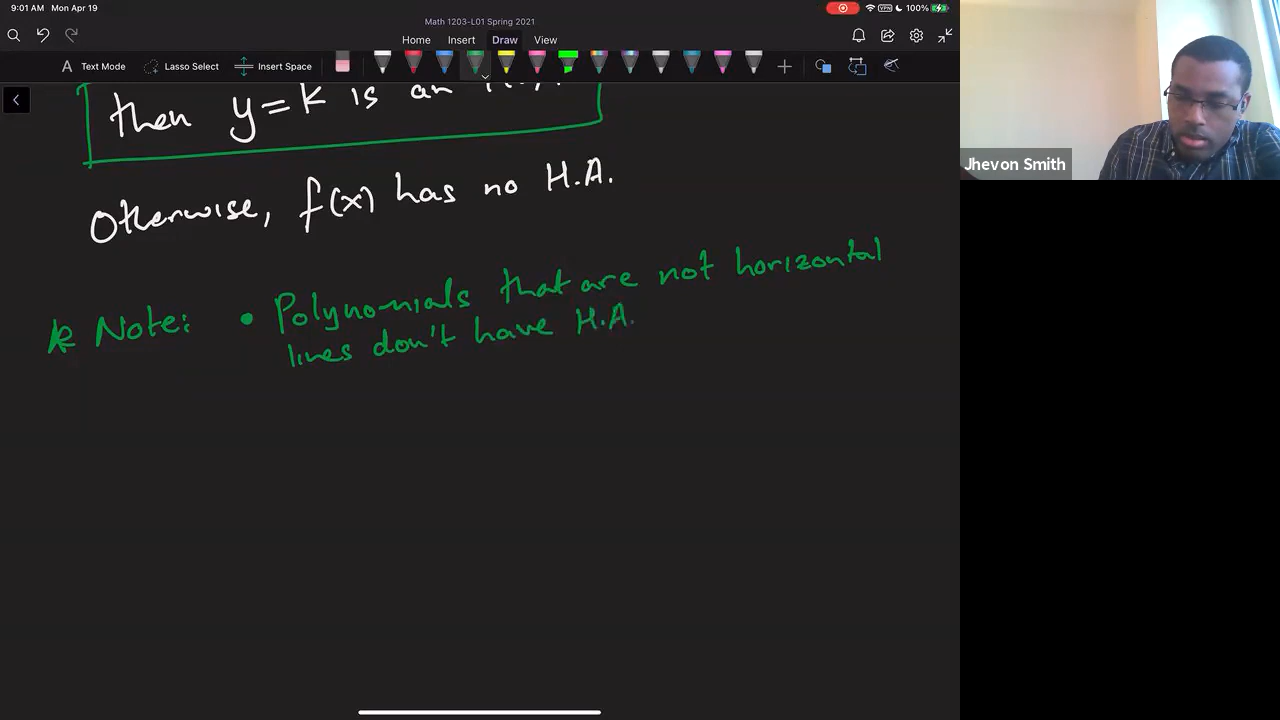 9:01 AM Mon Apr 19
VPN 100%
Math 1203-L01 Spring 2021
Home Insert Draw View
Text Mode Lasso Select Insert Space
then y=k is an
Otherwise, f(x) has no H.A.
Note: • Polynomials that are not horizontal
lines don't have H.A.
Jhevon Smith